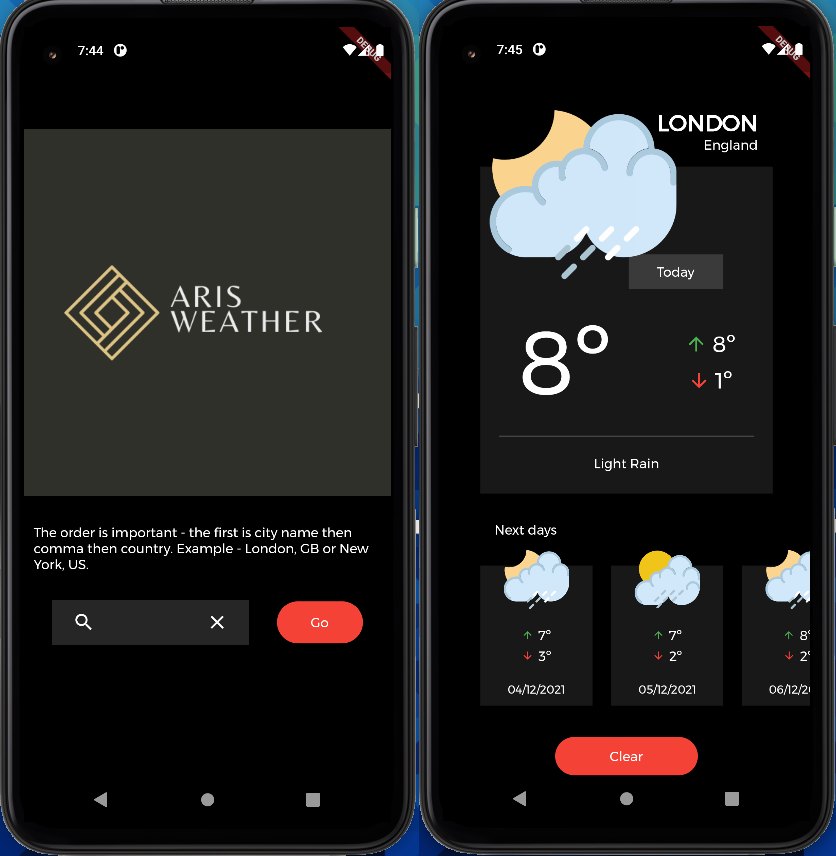 7:44
DEBUG
ARIS
WEATHER
The order is important - the first is city name then
comma then country. Example - London, GB or New
York, US.
Go
7:45
DEBUG
LONDON
England
Today
8°
8°
1°
Light Rain
Next days
7°
3°
04/12/2021
7°
2°
05/12/2021
8°
2°
06/12/20
Clear